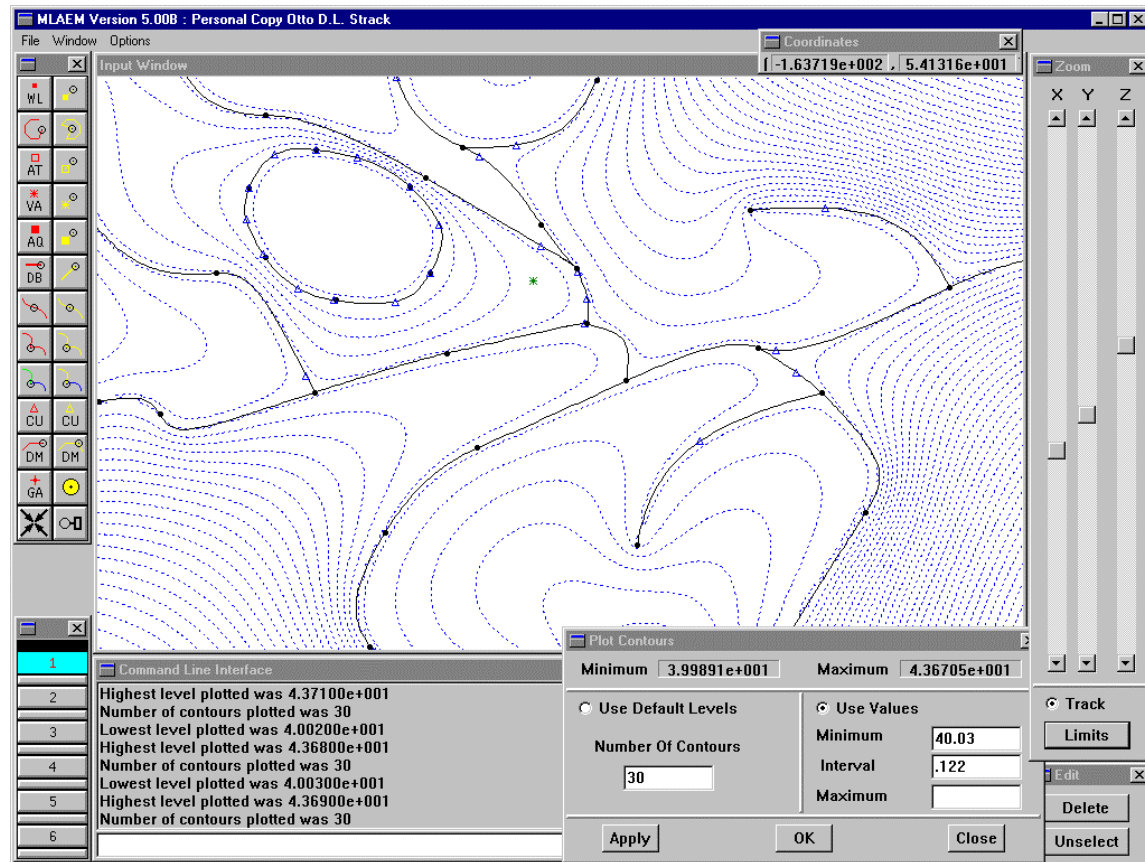 MLAEM Version 5.00B : Personal Copy Otto D.L. Strack
File Window Options
Input Window
Coordinates
( -1.63719e+002 , 5.41316e+001
Zoom
X Y Z
WL
AT
VA
AQ
DB
CU CU
DM DM
GA
Track
Limits
1
2
3
4
5
6
Command Line Interface
Highest level plotted was 4.37100e+001
Number of contours plotted was 30
Lowest level plotted was 4.00200e+001
Highest level plotted was 4.36800e+001
Number of contours plotted was 30
Lowest level plotted was 4.00300e+001
Highest level plotted was 4.36900e+001
Number of contours plotted was 30
Plot Contours
Minimum 3.99891e+001 Maximum 4.36705e+001
Use Default Levels
Number Of Contours
30
Use Values
Minimum 40.03
Interval .122
Maximum
Apply OK Close
Edit
Delete
Unselect